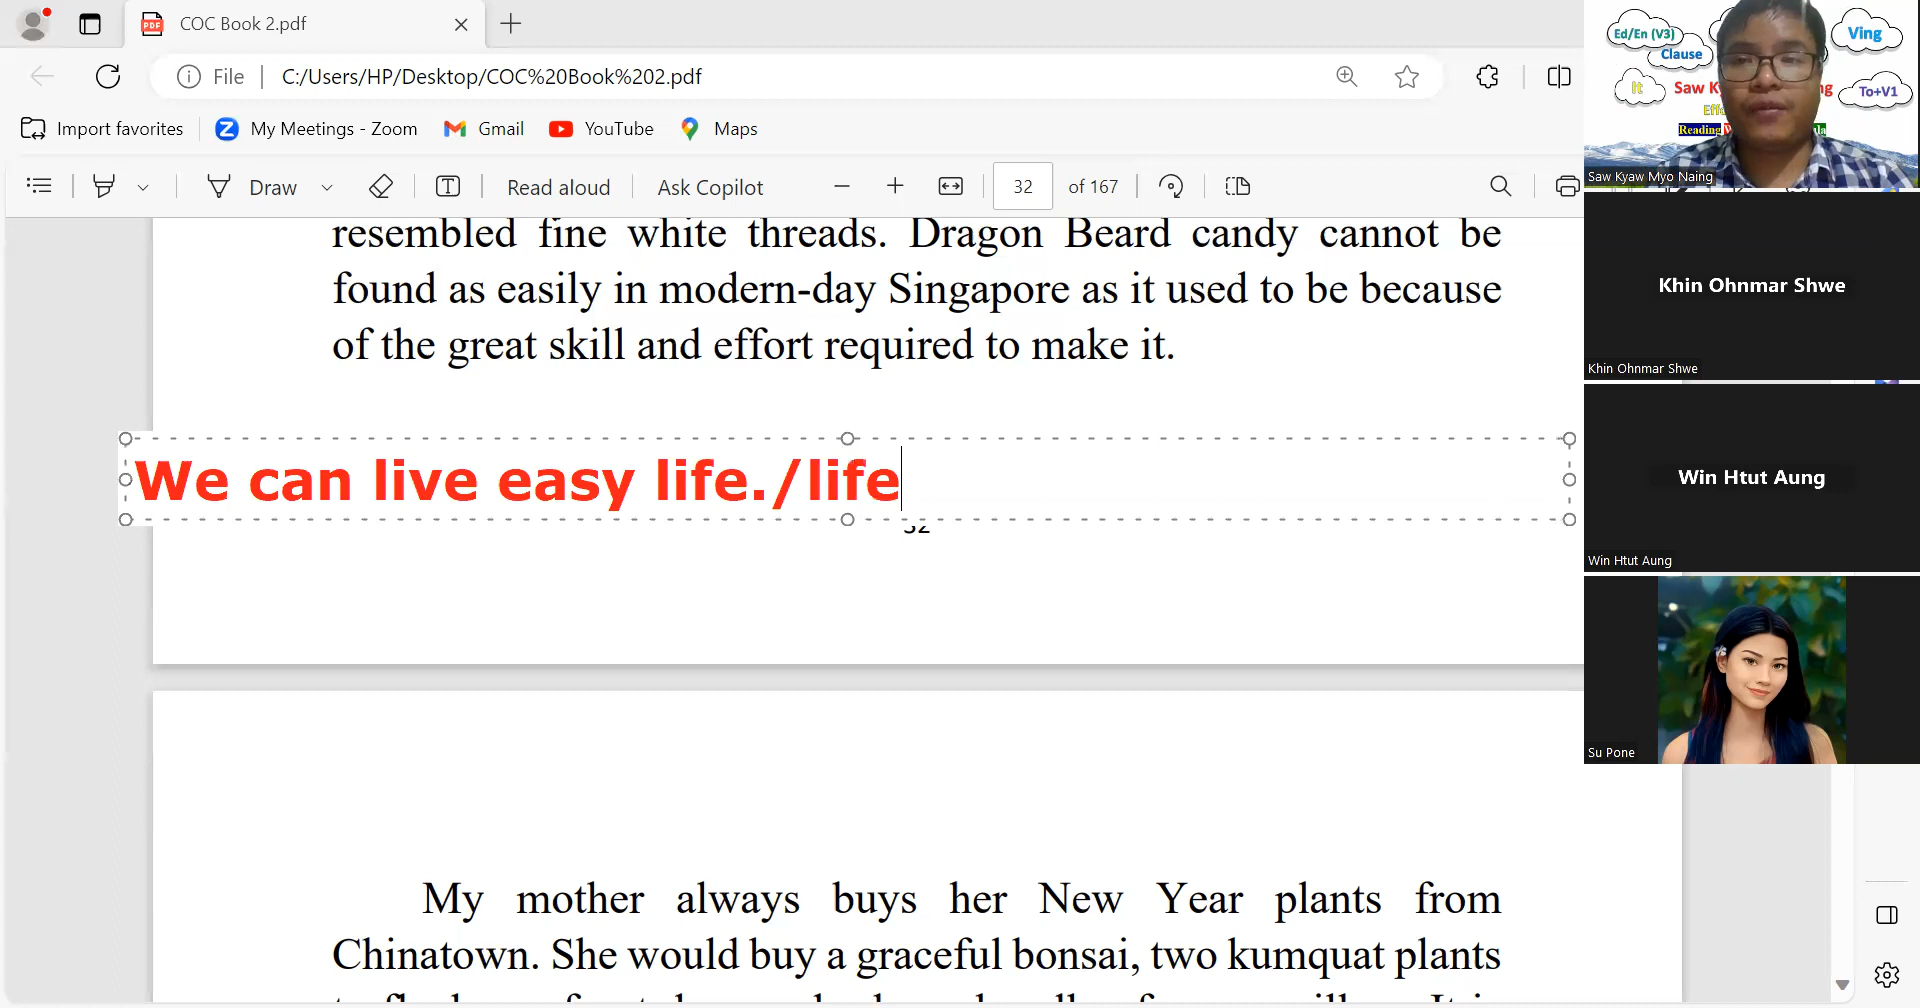 COC Book 2.pdf
File C:/Users/HP/Desktop/COC%20Book%202.pdf
Import favorites My Meetings - Zoom Gmail YouTube Maps
Draw Read aloud Ask Copilot 32 of 167
resembled fine white threads. Dragon Beard candy cannot be
found as easily in modern-day Singapore as it used to be because
of the great skill and effort required to make it.
We can live easy life./life
My mother always buys her New Year plants from
Chinatown. She would buy a graceful bonsai, two kumquat plants
Ed/En (V3)
Ving
Clause
It
To+V1
Saw
Reading
Saw Kyaw Myo Naing
Khin Ohnmar Shwe
Khin Ohnmar Shwe
Win Htut Aung
Win Htut Aung
Su Pone